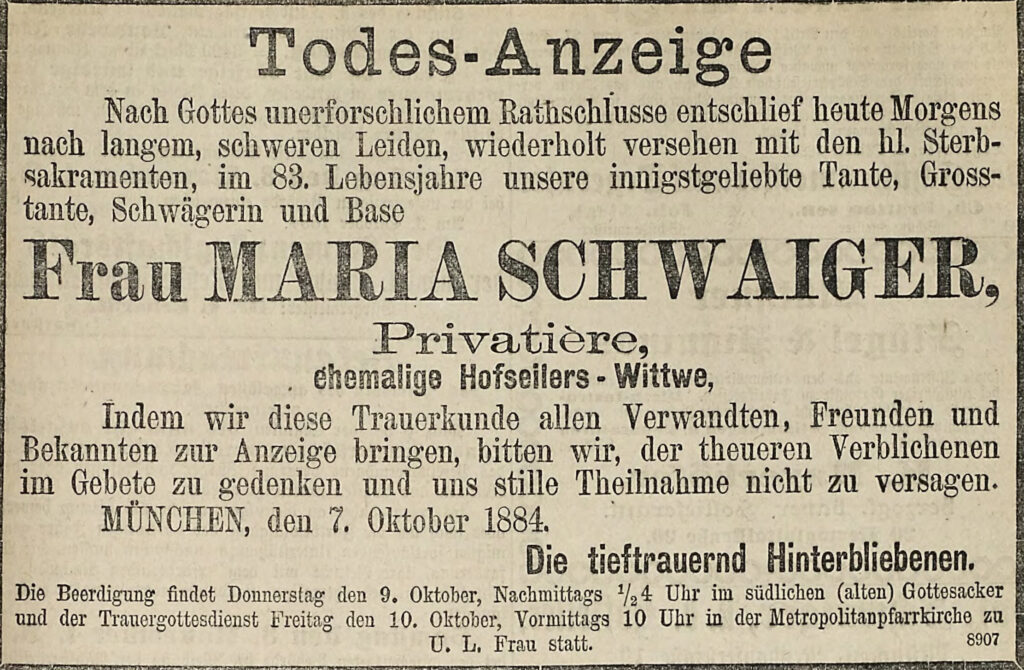 Todes-Anzeige
Nach Gottes unerforschlichem Rathschlusse entschlief heute Morgens
nach langem, schweren Leiden, wiederholt versehen mit den hl. Sterb-
sakramenten, im 83. Lebensjahre unsere innigstgeliebte Tante, Gross-
tante, Schwägerin und Base
Frau MARIA SCHWAIGER,
Privatière,
ehemalige Hofseilers-Wittwe,
Indem wir diese Trauerkunde allen Verwandten, Freunden und
Bekannten zur Anzeige bringen, bitten wir, der theueren Verblichenen
im Gebete zu gedenken und uns stille Theilnahme nicht zu versagen.
MÜNCHEN, den 7. Oktober 1884.
Die tieftrauernd Hinterbliebenen.
Die Beerdigung findet Donnerstag den 9. Oktober, Nachmittags ½4 Uhr im südlichen (alten) Gottesacker
und der Trauergottesdienst Freitag den 10. Oktober, Vormittags 10 Uhr in der Metropolitanpfarrkirche zu
U. L. Frau statt. 8907